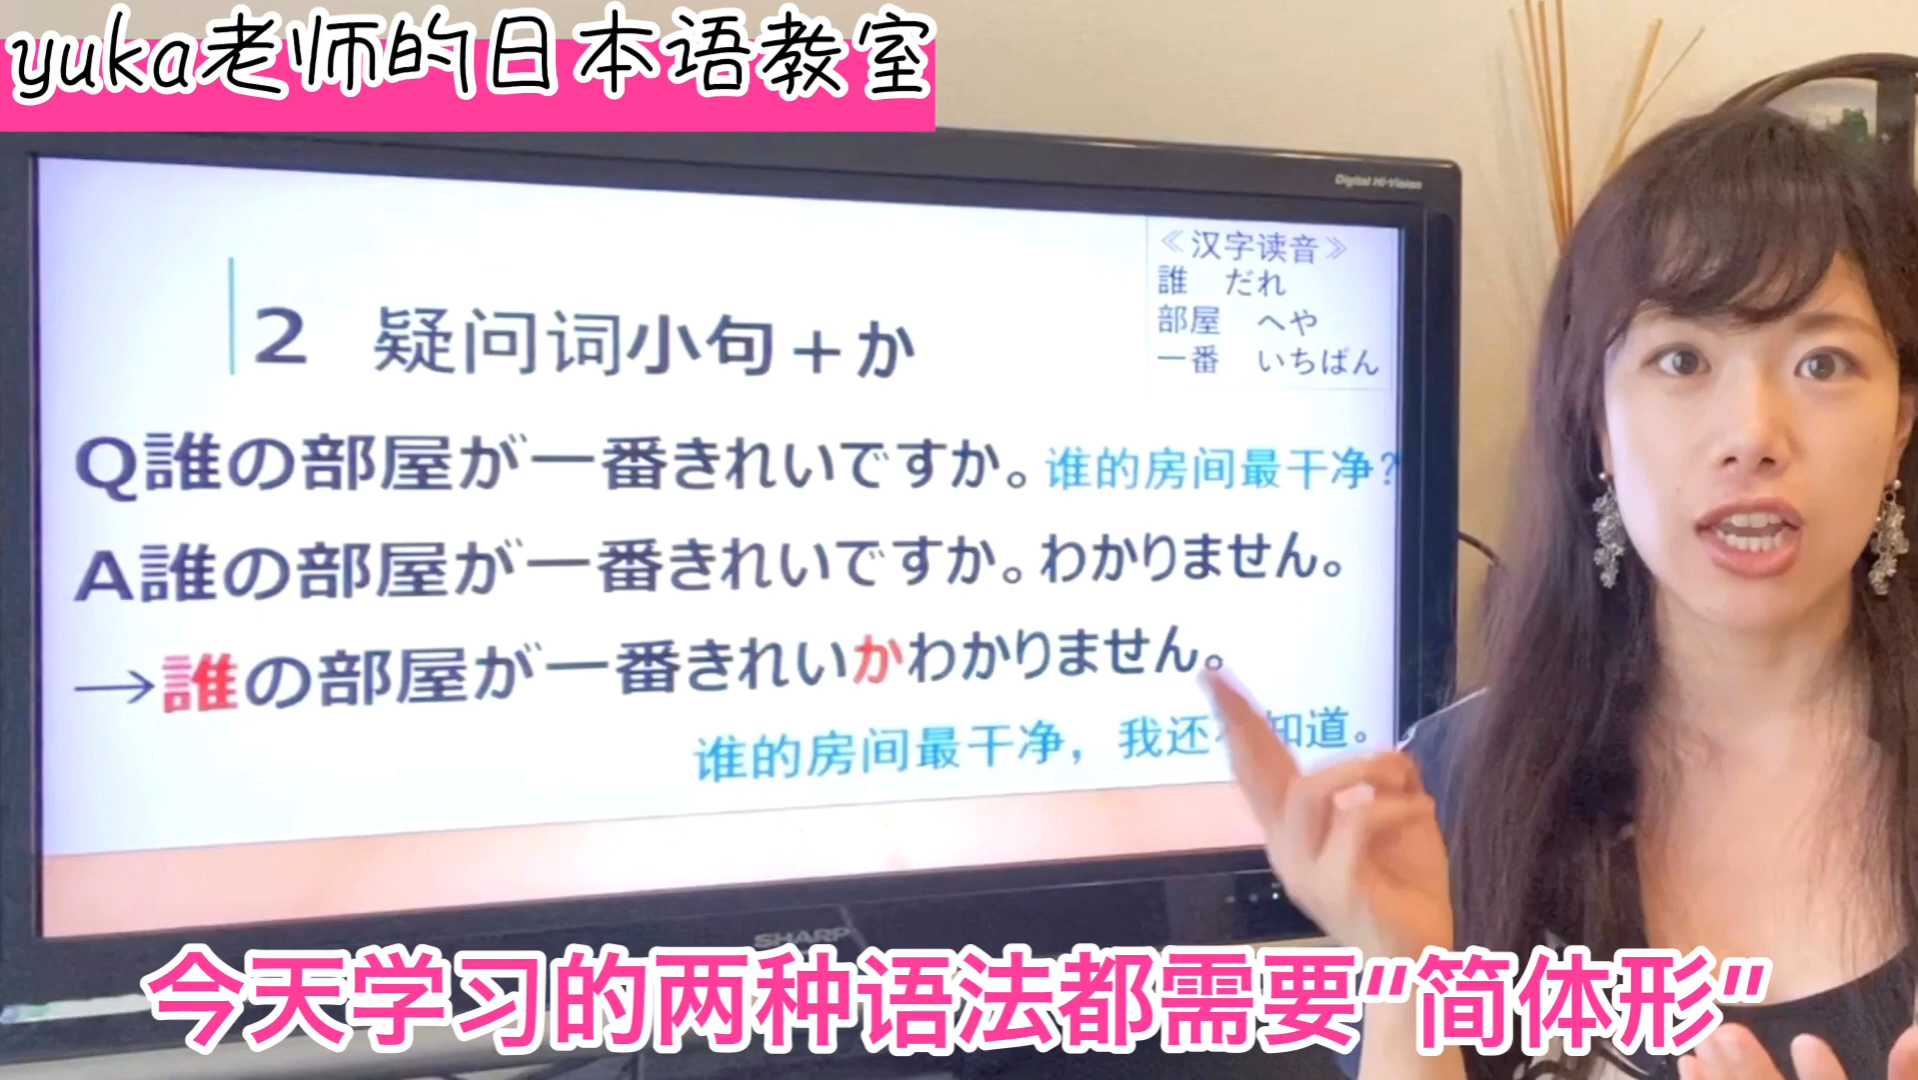 yuka老师的日本语教室
Digital Hi-Vision
《汉字读音》
誰 だれ
部屋 へや
一番 いちばん
2 疑问词小句+か
Q誰の部屋が一番きれいですか。谁的房间最干净?
A誰の部屋が一番きれいですか。わかりません。
→誰の部屋が一番きれいかわかりません。
谁的房间最干净，我还不知道。
SHARP
今天学习的两种语法都需要“简体形”